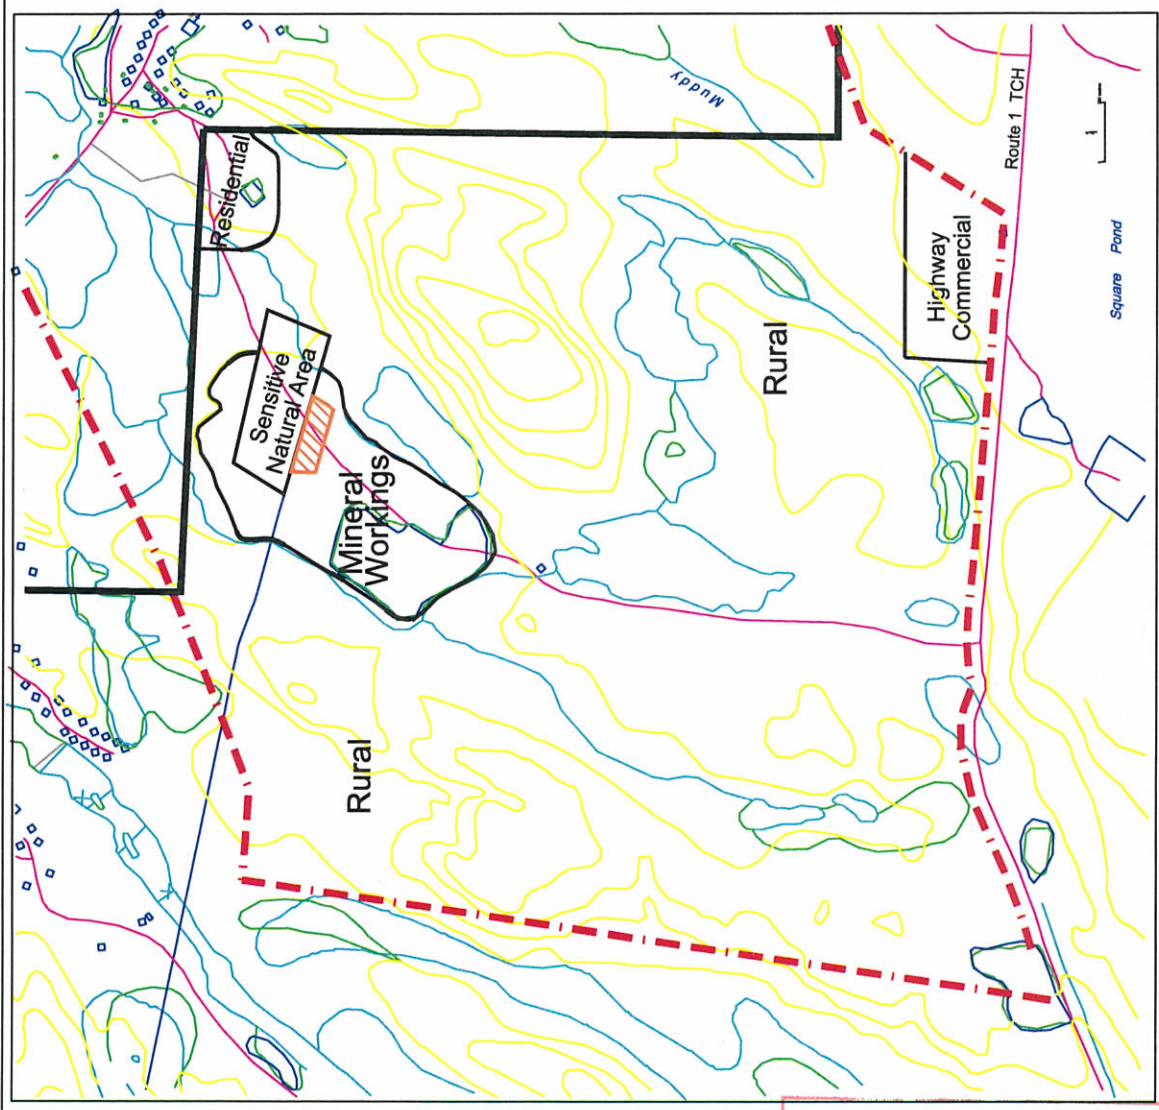 Muddy
Route 1 TCH
Residential
Highway
Commercial
Square Pond
Sensitive
Natural Area
Rural
Mineral
Workings
Rural